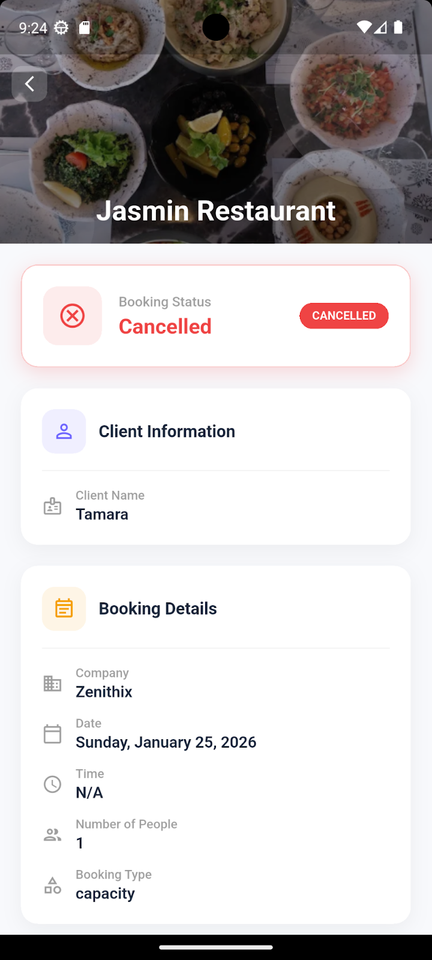 9:24
Jasmin Restaurant
Booking Status
Cancelled
CANCELLED
Client Information
Client Name
Tamara
Booking Details
Company
Zenithix
Date
Sunday, January 25, 2026
Time
N/A
Number of People
1
Booking Type
capacity